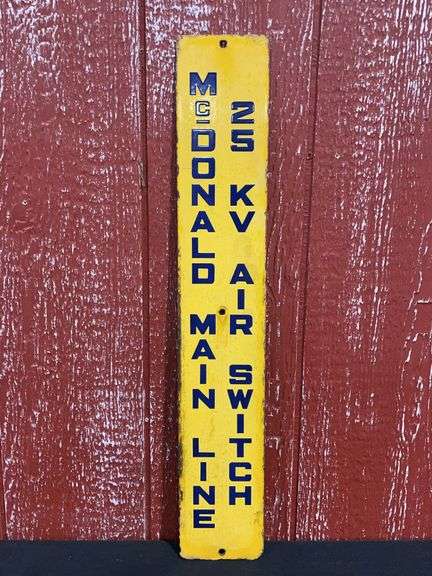 McDONALD MAIN LINE
25 KV AIR SWITCH